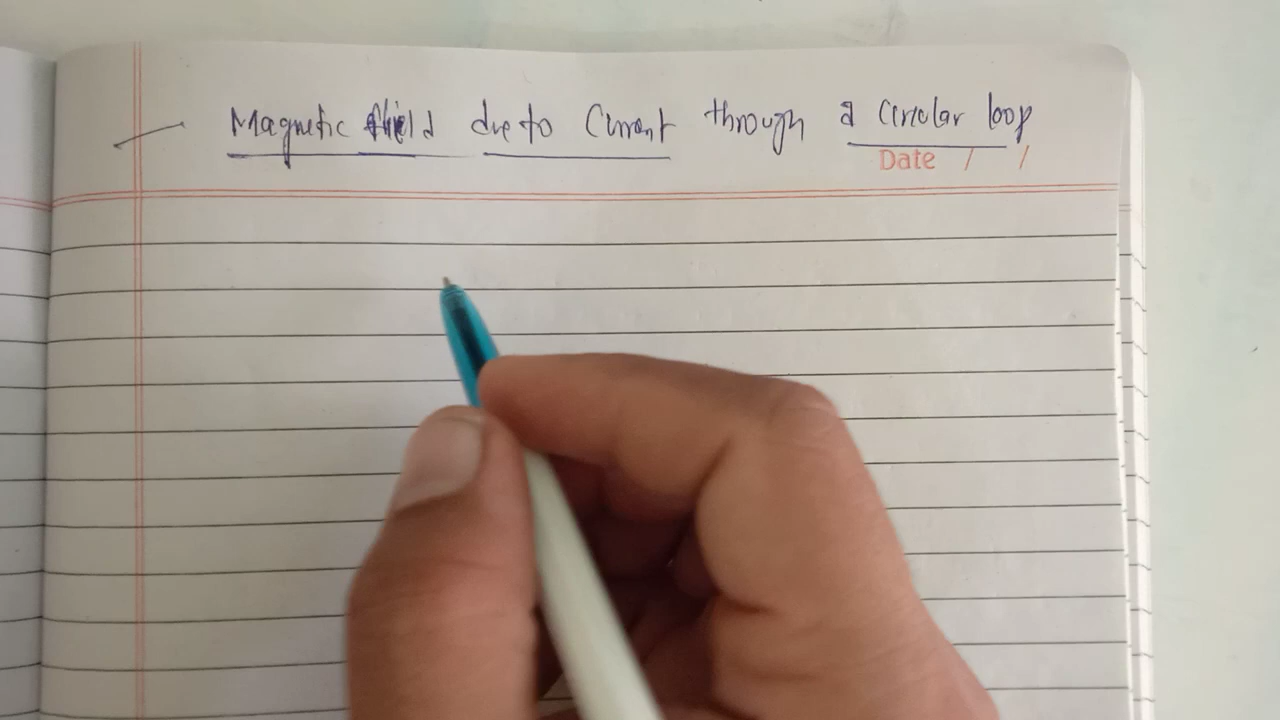 Magnetic field due to Current through a circular loop
Date / /